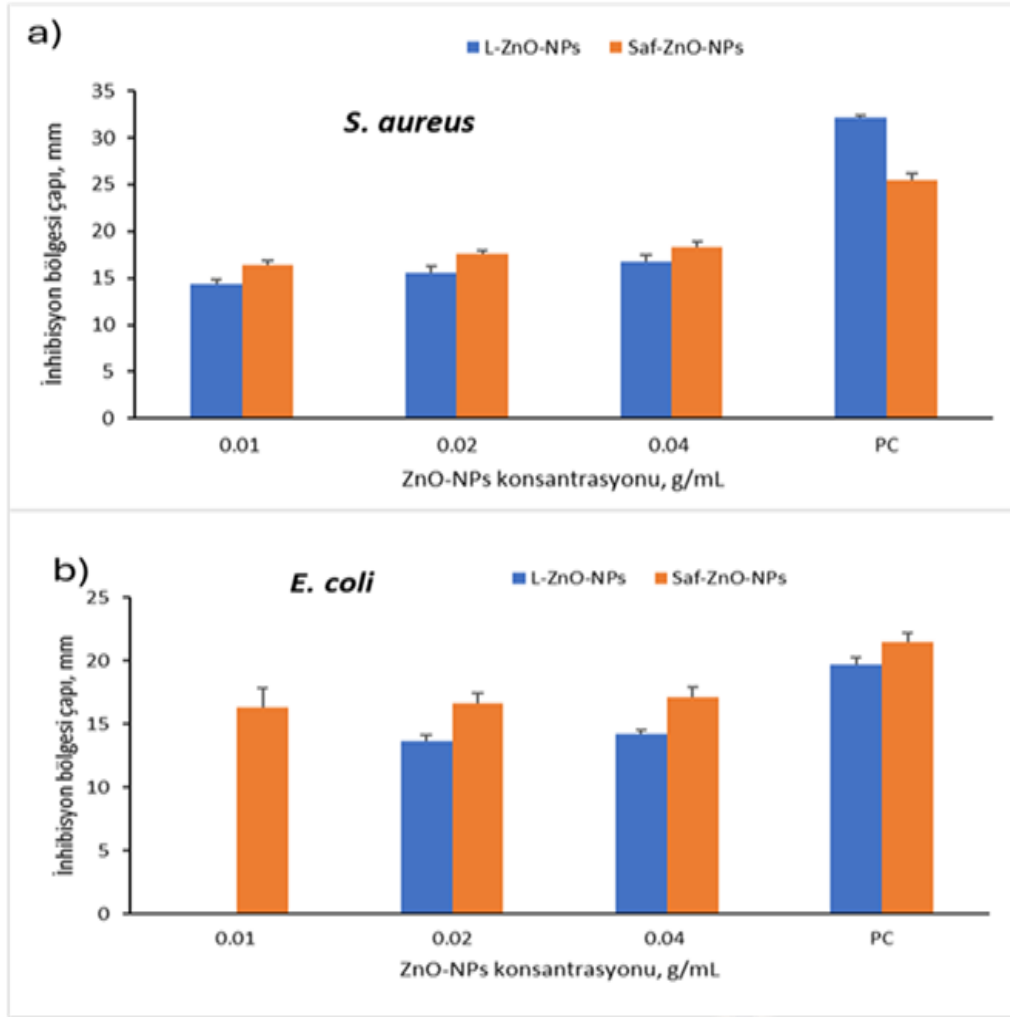 a)
L-ZnO-NPs Saf-ZnO-NPs
S. aureus
İnhibisyon bölgesi çapı, mm
35
30
25
20
15
10
5
0
0.01 0.02 0.04 PC
ZnO-NPs konsantrasyonu, g/mL
b)
E. coli
L-ZnO-NPs Saf-ZnO-NPs
İnhibisyon bölgesi çapı, mm
25
20
15
10
5
0
0.01 0.02 0.04 PC
ZnO-NPs konsantrasyonu, g/mL